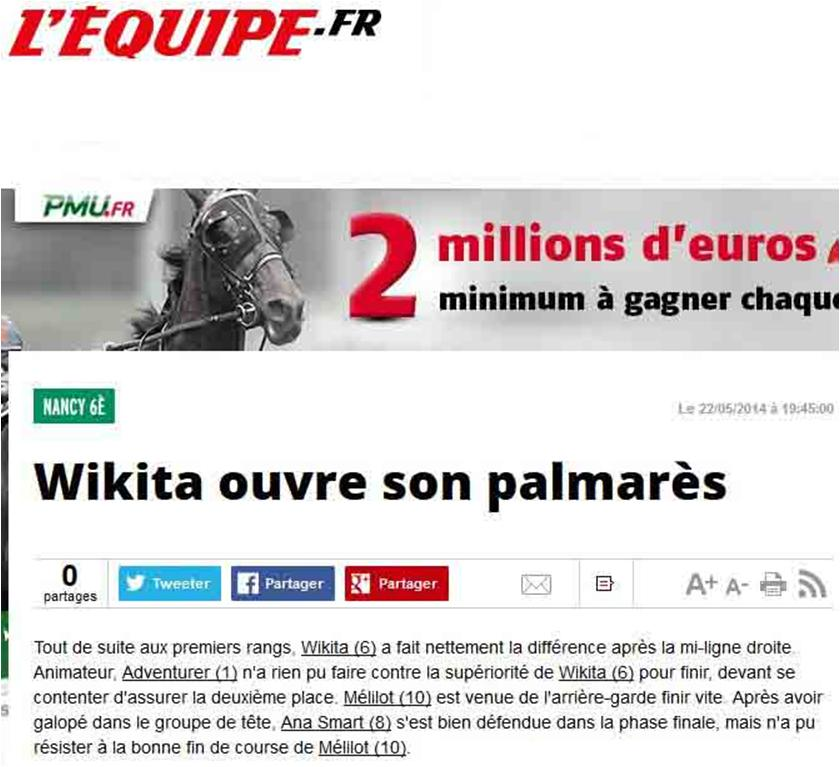 L'ÉQUIPE.FR
PMU.FR
2 millions d'euros
minimum à gagner chaqu
NANCY 6È
Le 22/05/2014 à 19:45:00
Wikita ouvre son palmarès
0
partages
Tweeter
Partager
Partager
A+ A-
Tout de suite aux premiers rangs, Wikita (6) a fait nettement la différence après la mi-ligne droite.
Animateur, Adventurer (1) n'a rien pu faire contre la supériorité de Wikita (6) pour finir, devant se
contenter d'assurer la deuxième place. Mélilot (10) est venue de l'arrière-garde finir vite. Après avoir
galopé dans le groupe de tête, Ana Smart (8) s'est bien défendue dans la phase finale, mais n'a pu
résister à la bonne fin de course de Mélilot (10).